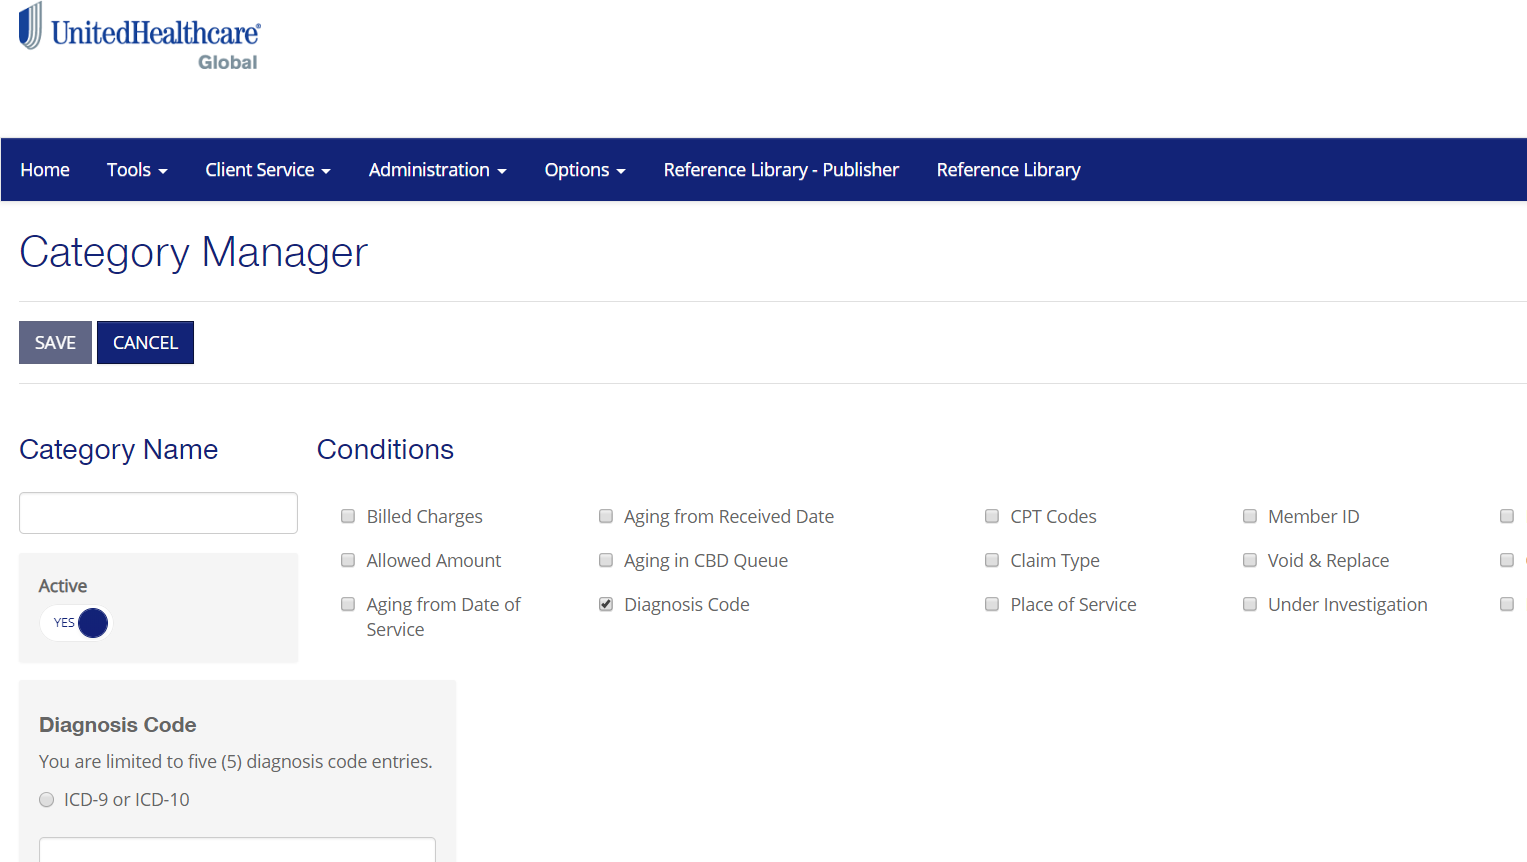 UnitedHealthcare®
Global
Home Tools Client Service Administration Options Reference Library - Publisher Reference Library
Category Manager
SAVE CANCEL
Category Name Conditions
Billed Charges Aging from Received Date CPT Codes Member ID
Allowed Amount Aging in CBD Queue Claim Type Void & Replace
Aging from Date of Service Diagnosis Code Place of Service Under Investigation
Active
YES
Diagnosis Code
You are limited to five (5) diagnosis code entries.
ICD-9 or ICD-10